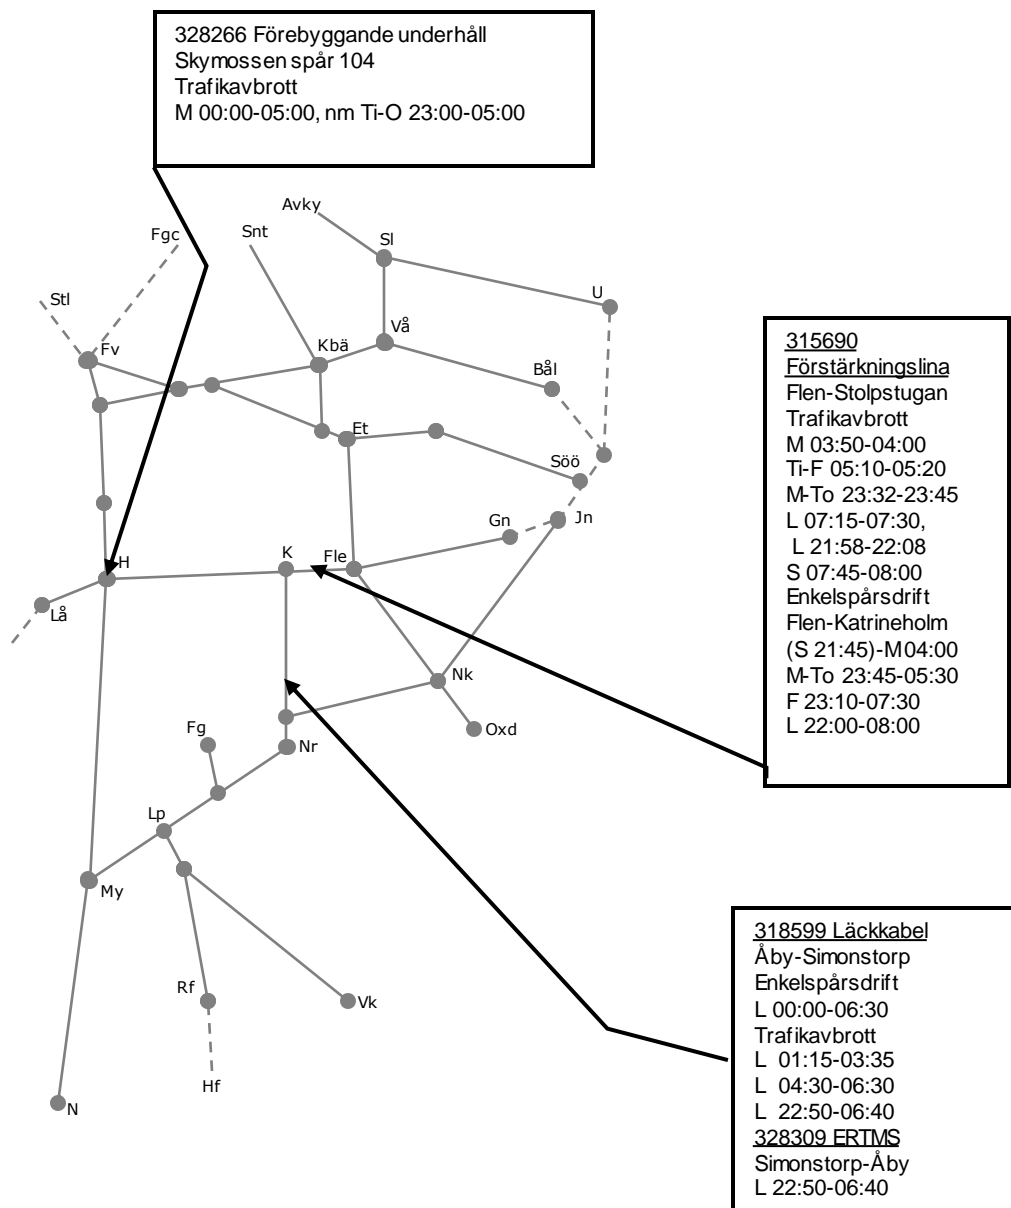 328266 Förebyggande underhåll
Skymossen spår 104
Trafikavbrott
M 00:00-05:00, nm Ti-O 23:00-05:00
Avky
Fgc
Snt
Sl
Stl
U
Vå
Fv
Kbä
Bål
Et
Söö
Gn
Jn
H
K
Fle
Lå
Nk
Fg
Nr
Oxd
Lp
My
Rf
Vk
Hf
N
315690
Förstärkningslina
Flen-Stolpstugan
Trafikavbrott
M 03:50-04:00
Ti-F 05:10-05:20
M-To 23:32-23:45
L 07:15-07:30,
L 21:58-22:08
S 07:45-08:00
Enkelspårsdrift
Flen-Katrineholm
(S 21:45)-M04:00
M-To 23:45-05:30
F 23:10-07:30
L 22:00-08:00
318599 Läckkabel
Åby-Simonstorp
Enkelspårsdrift
L 00:00-06:30
Trafikavbrott
L 01:15-03:35
L 04:30-06:30
L 22:50-06:40
328309 ERTMS
Simonstorp-Åby
L 22:50-06:40